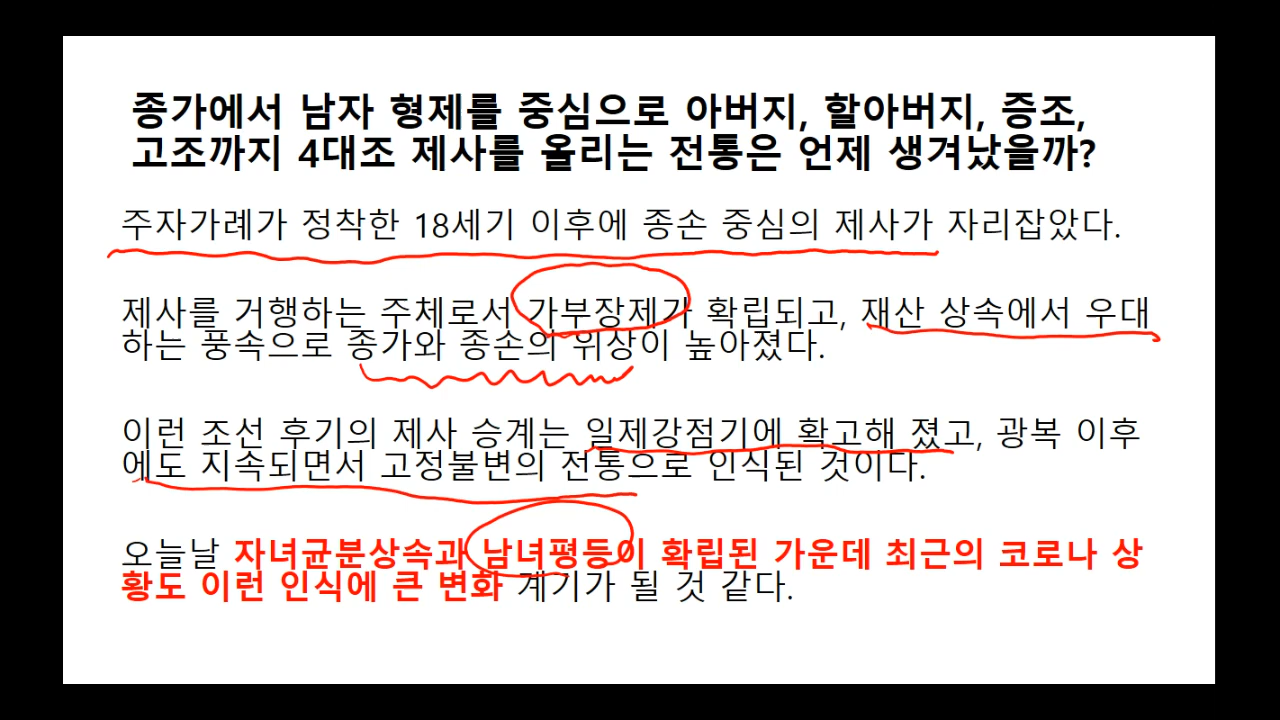 종가에서 남자 형제를 중심으로 아버지, 할아버지, 증조,
고조까지 4대조 제사를 올리는 전통은 언제 생겨났을까?
주자가례가 정착한 18세기 이후에 종손 중심의 제사가 자리잡았다.
제사를 거행하는 주체로서 가부장제가 확립되고, 재산 상속에서 우대
하는 풍속으로 종가와 종손의 위상이 높아졌다.
이런 조선 후기의 제사 승계는 일제강점기에 확고해 졌고, 광복 이후
에도 지속되면서 고정불변의 전통으로 인식된 것이다.
오늘날 자녀균분상속과 남녀평등이 확립된 가운데 최근의 코로나 상
황도 이런 인식에 큰 변화 계기가 될 것 같다.